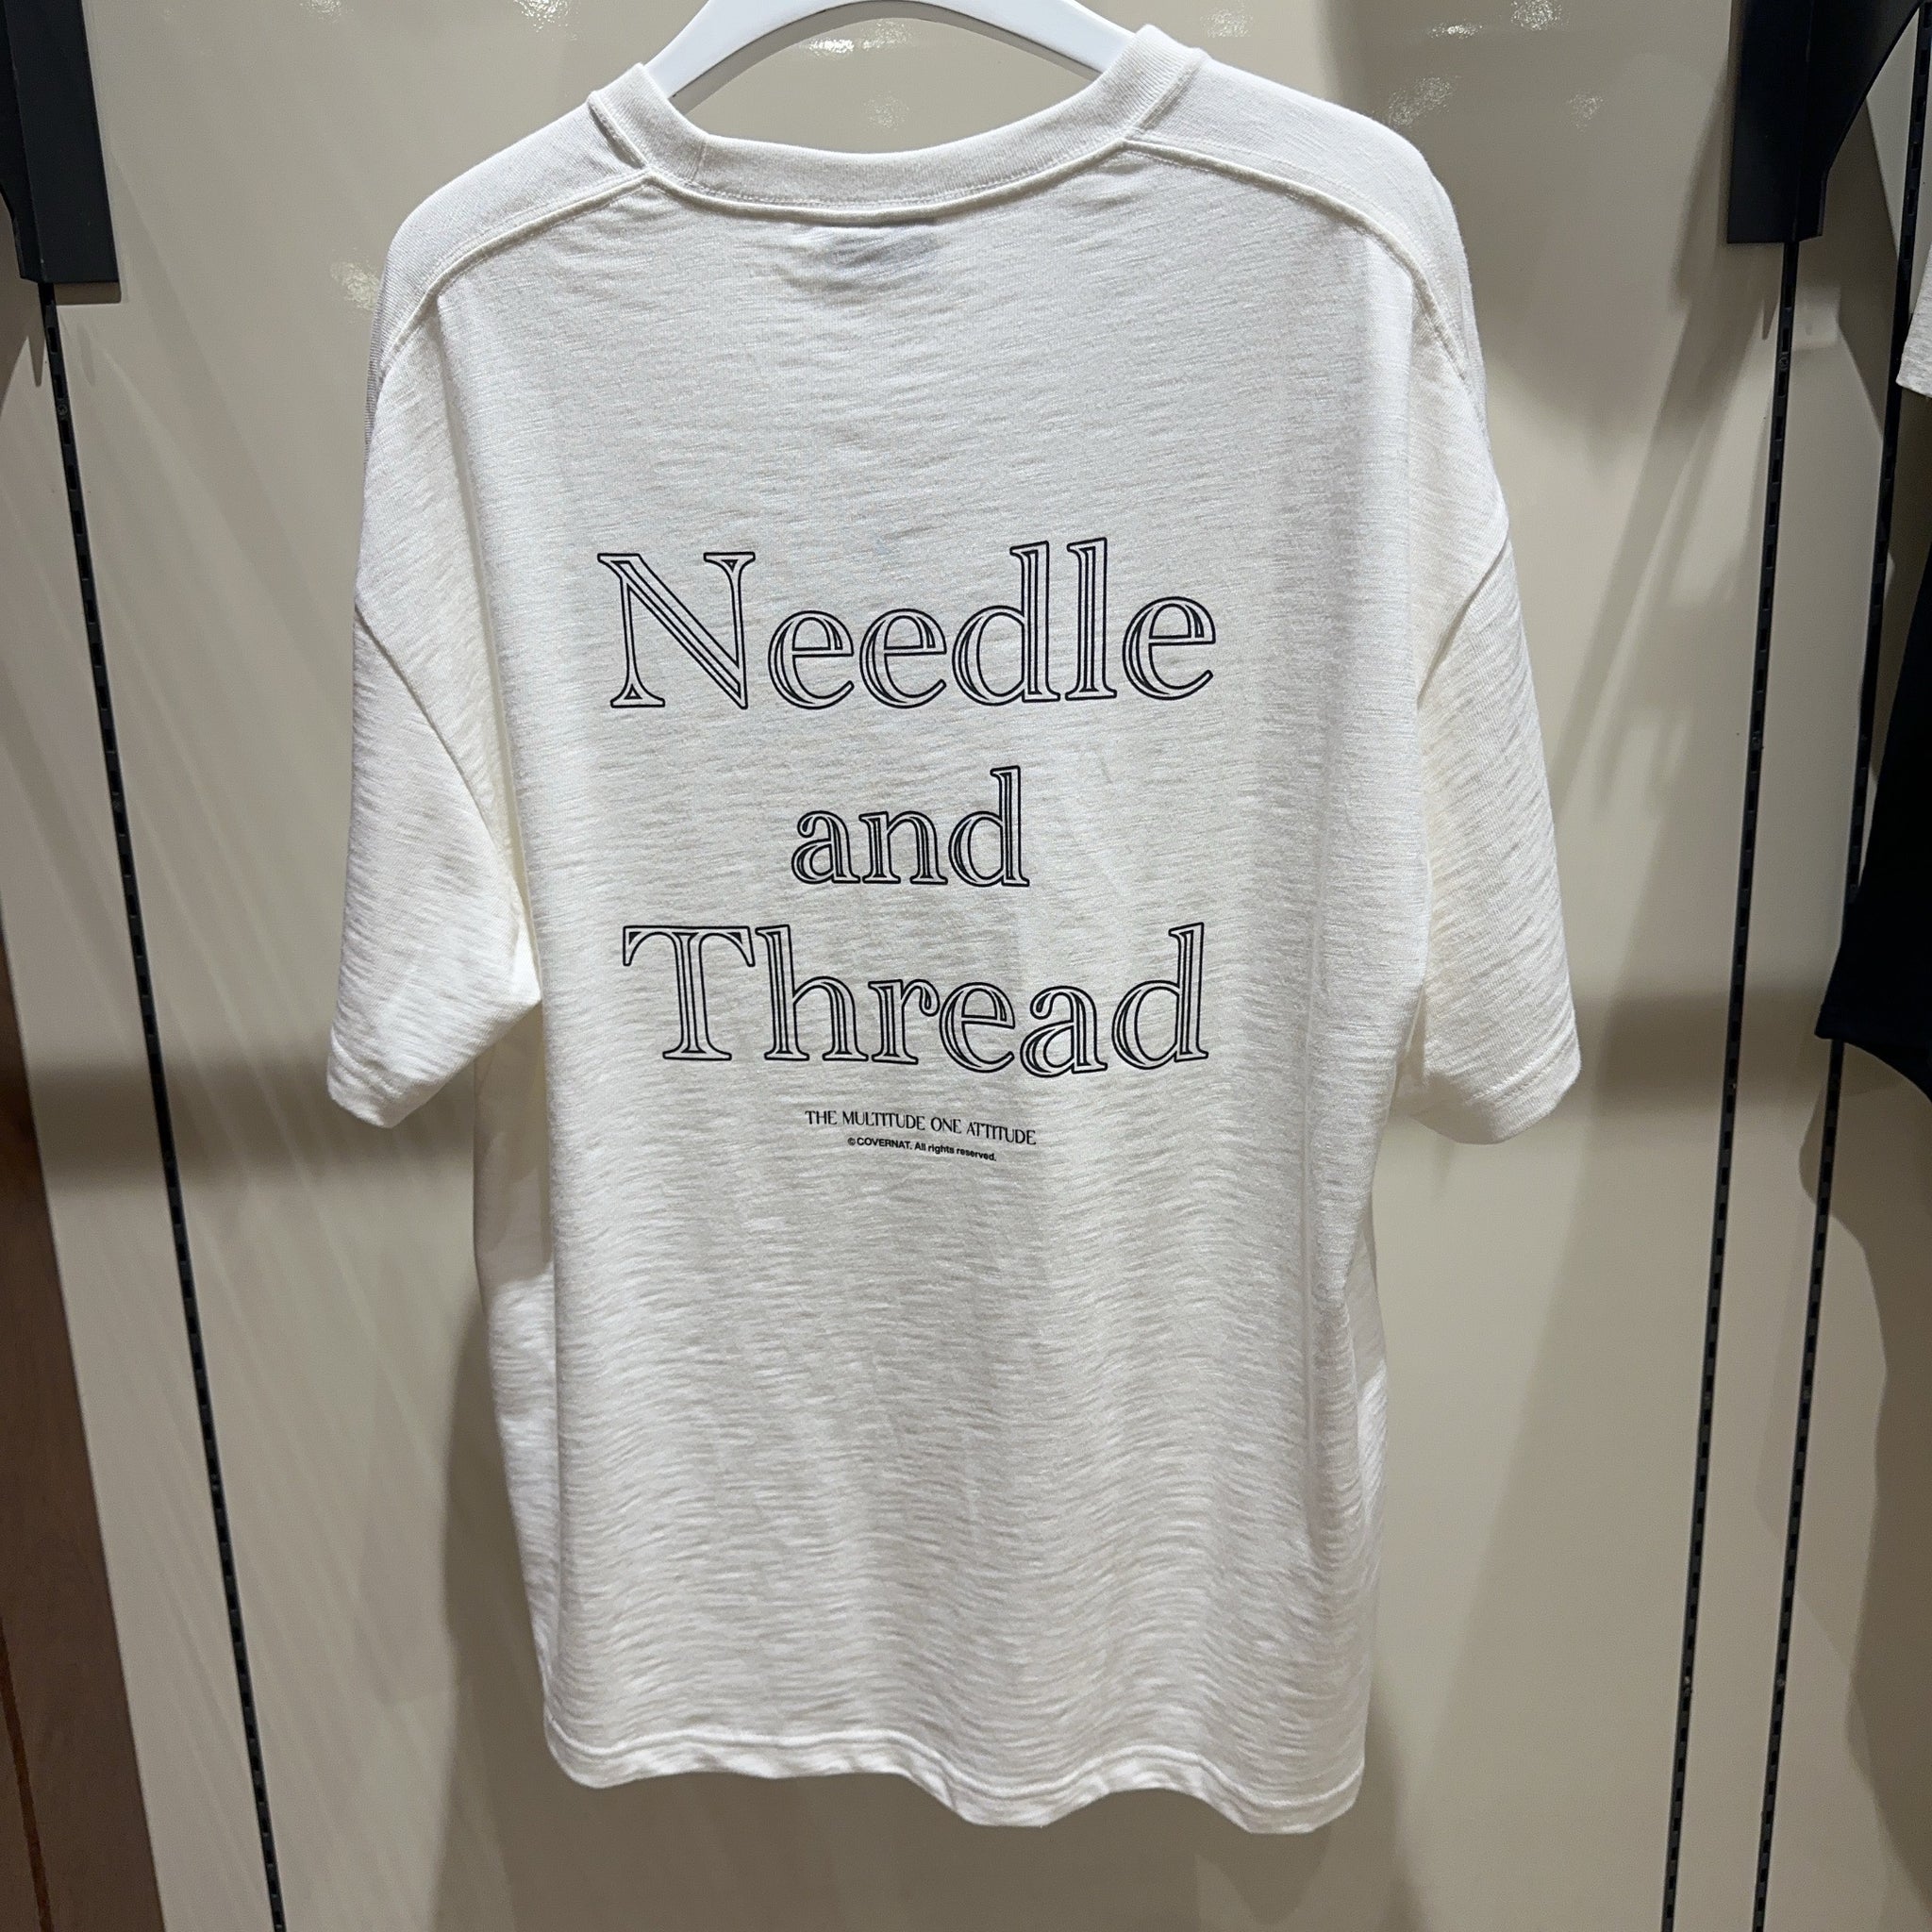 Needle
and
Thread
THE MULTITUDE ONE ATTITUDE
©COVERNAT. All rights reserved.